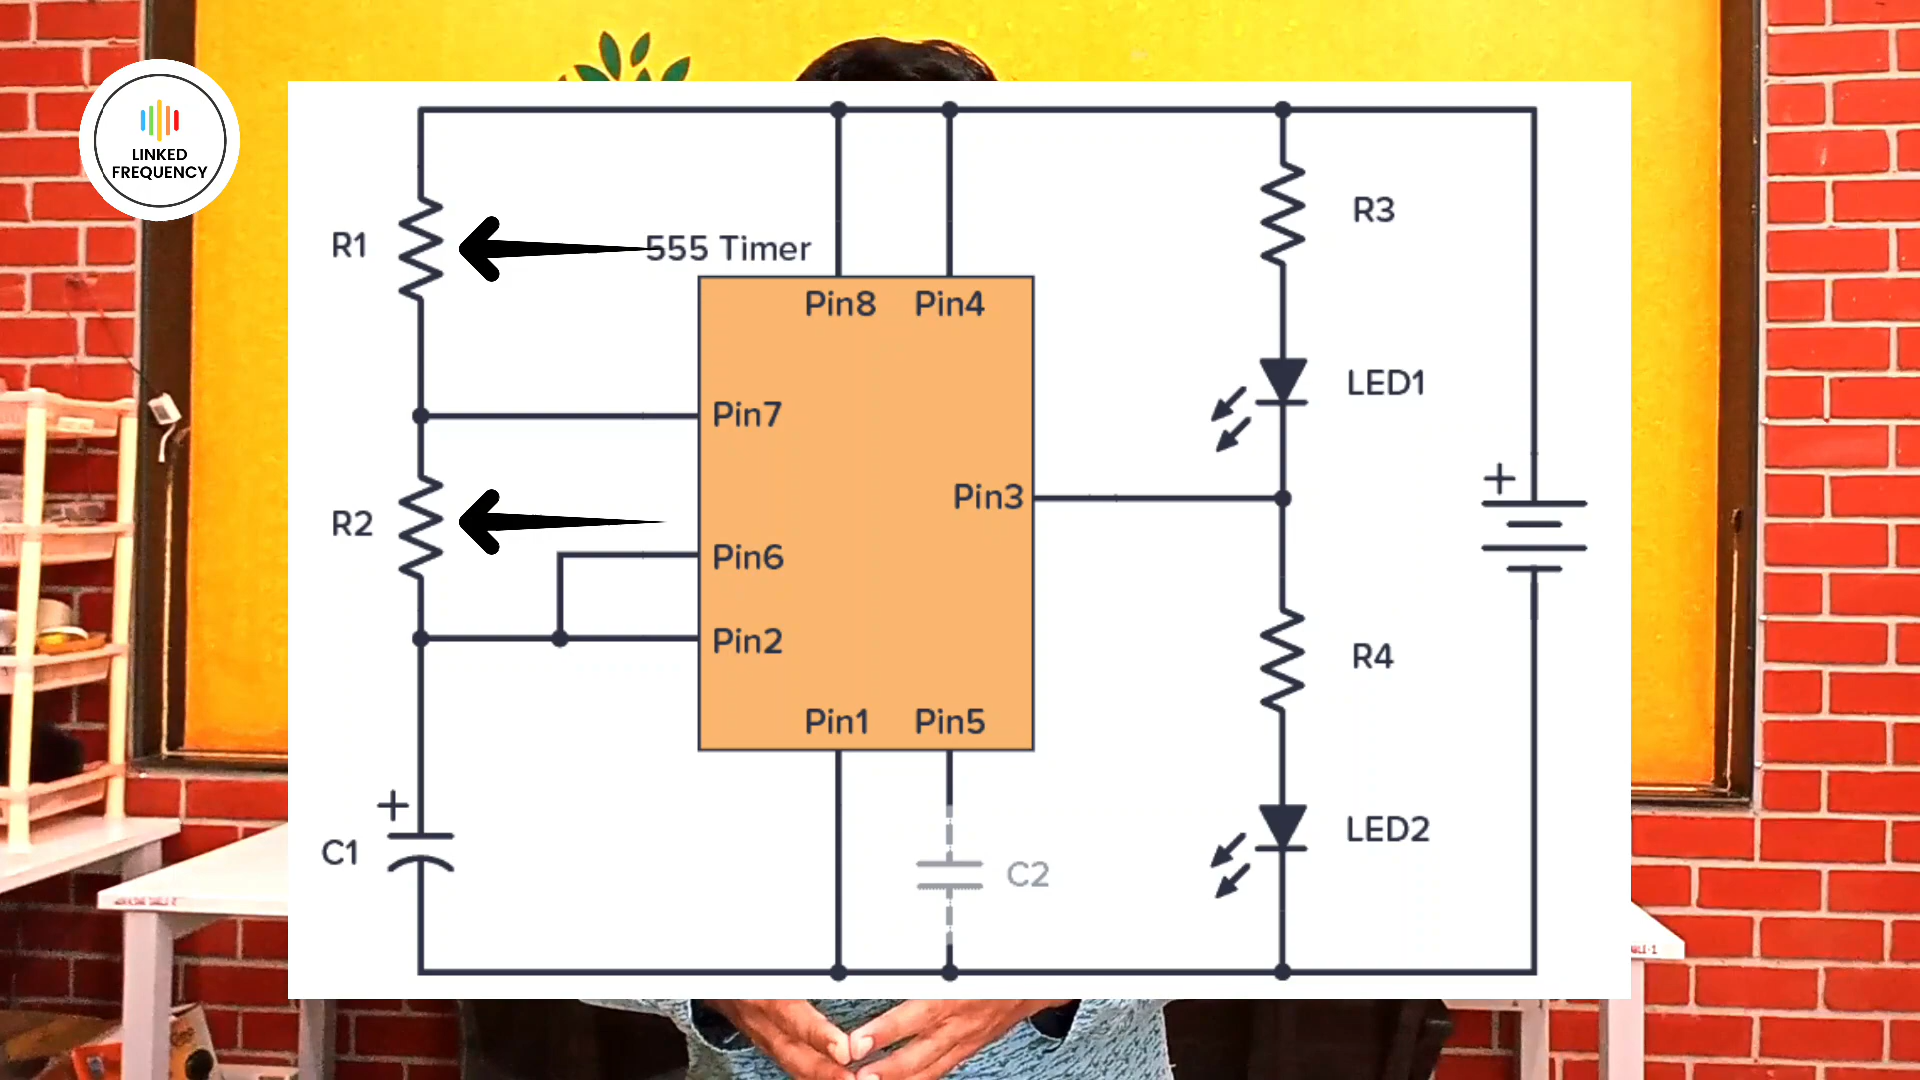 LINKED
FREQUENCY
R1
555 Timer
R3
Pin8 Pin4
LED1
Pin7
+
Pin3
R2
Pin6
Pin2
R4
Pin1 Pin5
+
LED2
C1
C2